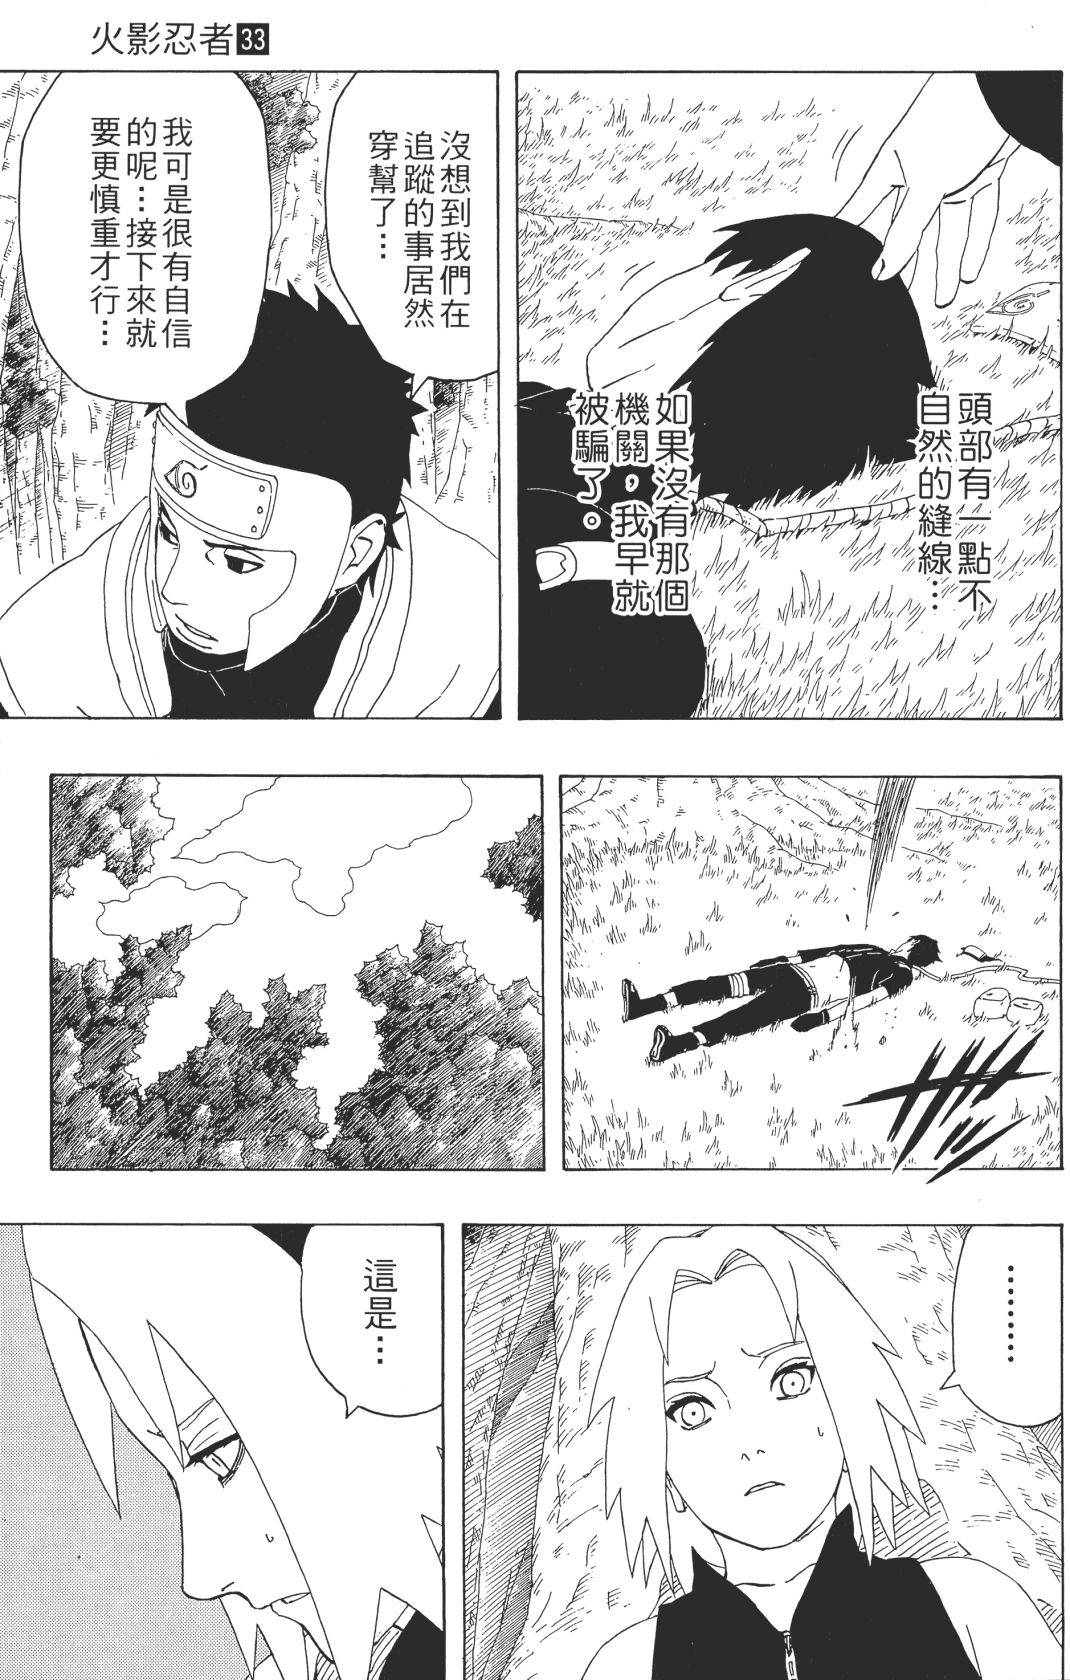 火影忍者33
頭部有一點不
自然的縫線…
如果沒有那個
機關，我早就
被騙了。
沒想到我們在
追蹤的事居然
穿幫了…
我可是很有自信
的呢…接下來就
要更慎重才行…
………
這是…